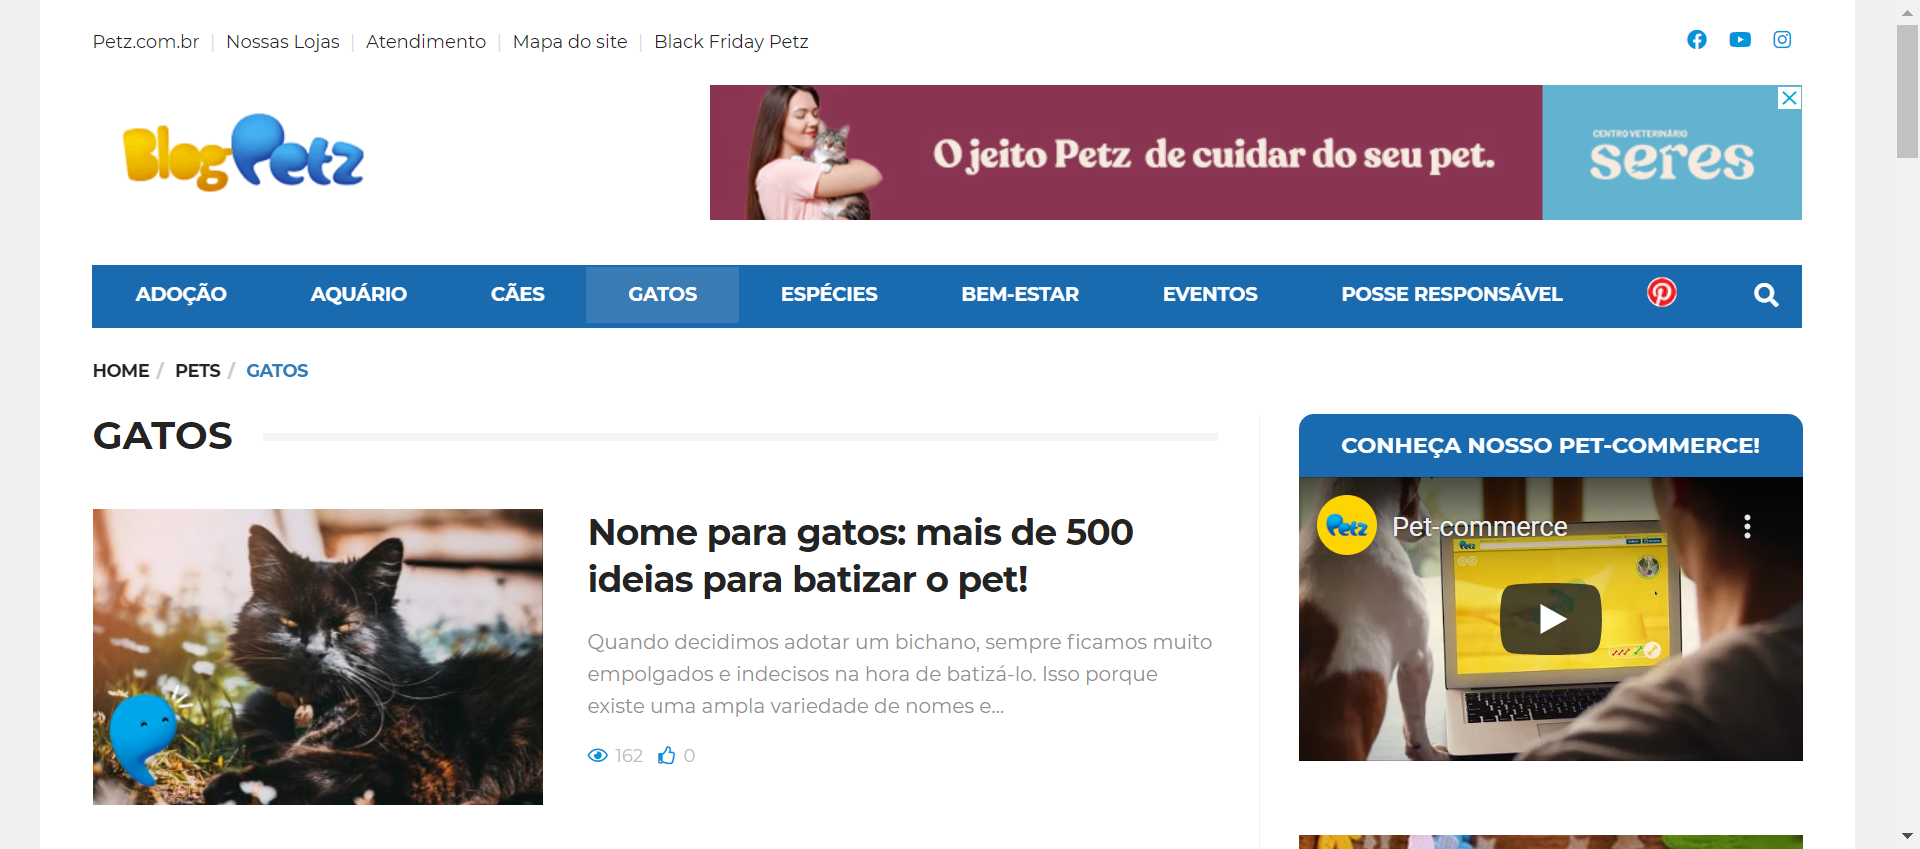 Petz.com.br | Nossas Lojas | Atendimento | Mapa do site | Black Friday Petz
BlogPetz
O jeito Petz de cuidar do seu pet.
CENTRO VETERINÁRIO
seres
ADOÇÃO AQUÁRIO CÃES GATOS ESPÉCIES BEM-ESTAR EVENTOS POSSE RESPONSÁVEL
HOME / PETS / GATOS
GATOS
Nome para gatos: mais de 500
ideias para batizar o pet!
Quando decidimos adotar um bichano, sempre ficamos muito
empolgados e indecisos na hora de batizá-lo. Isso porque
existe uma ampla variedade de nomes e...
162 0
CONHEÇA NOSSO PET-COMMERCE!
Petz
Pet-commerce
Petz